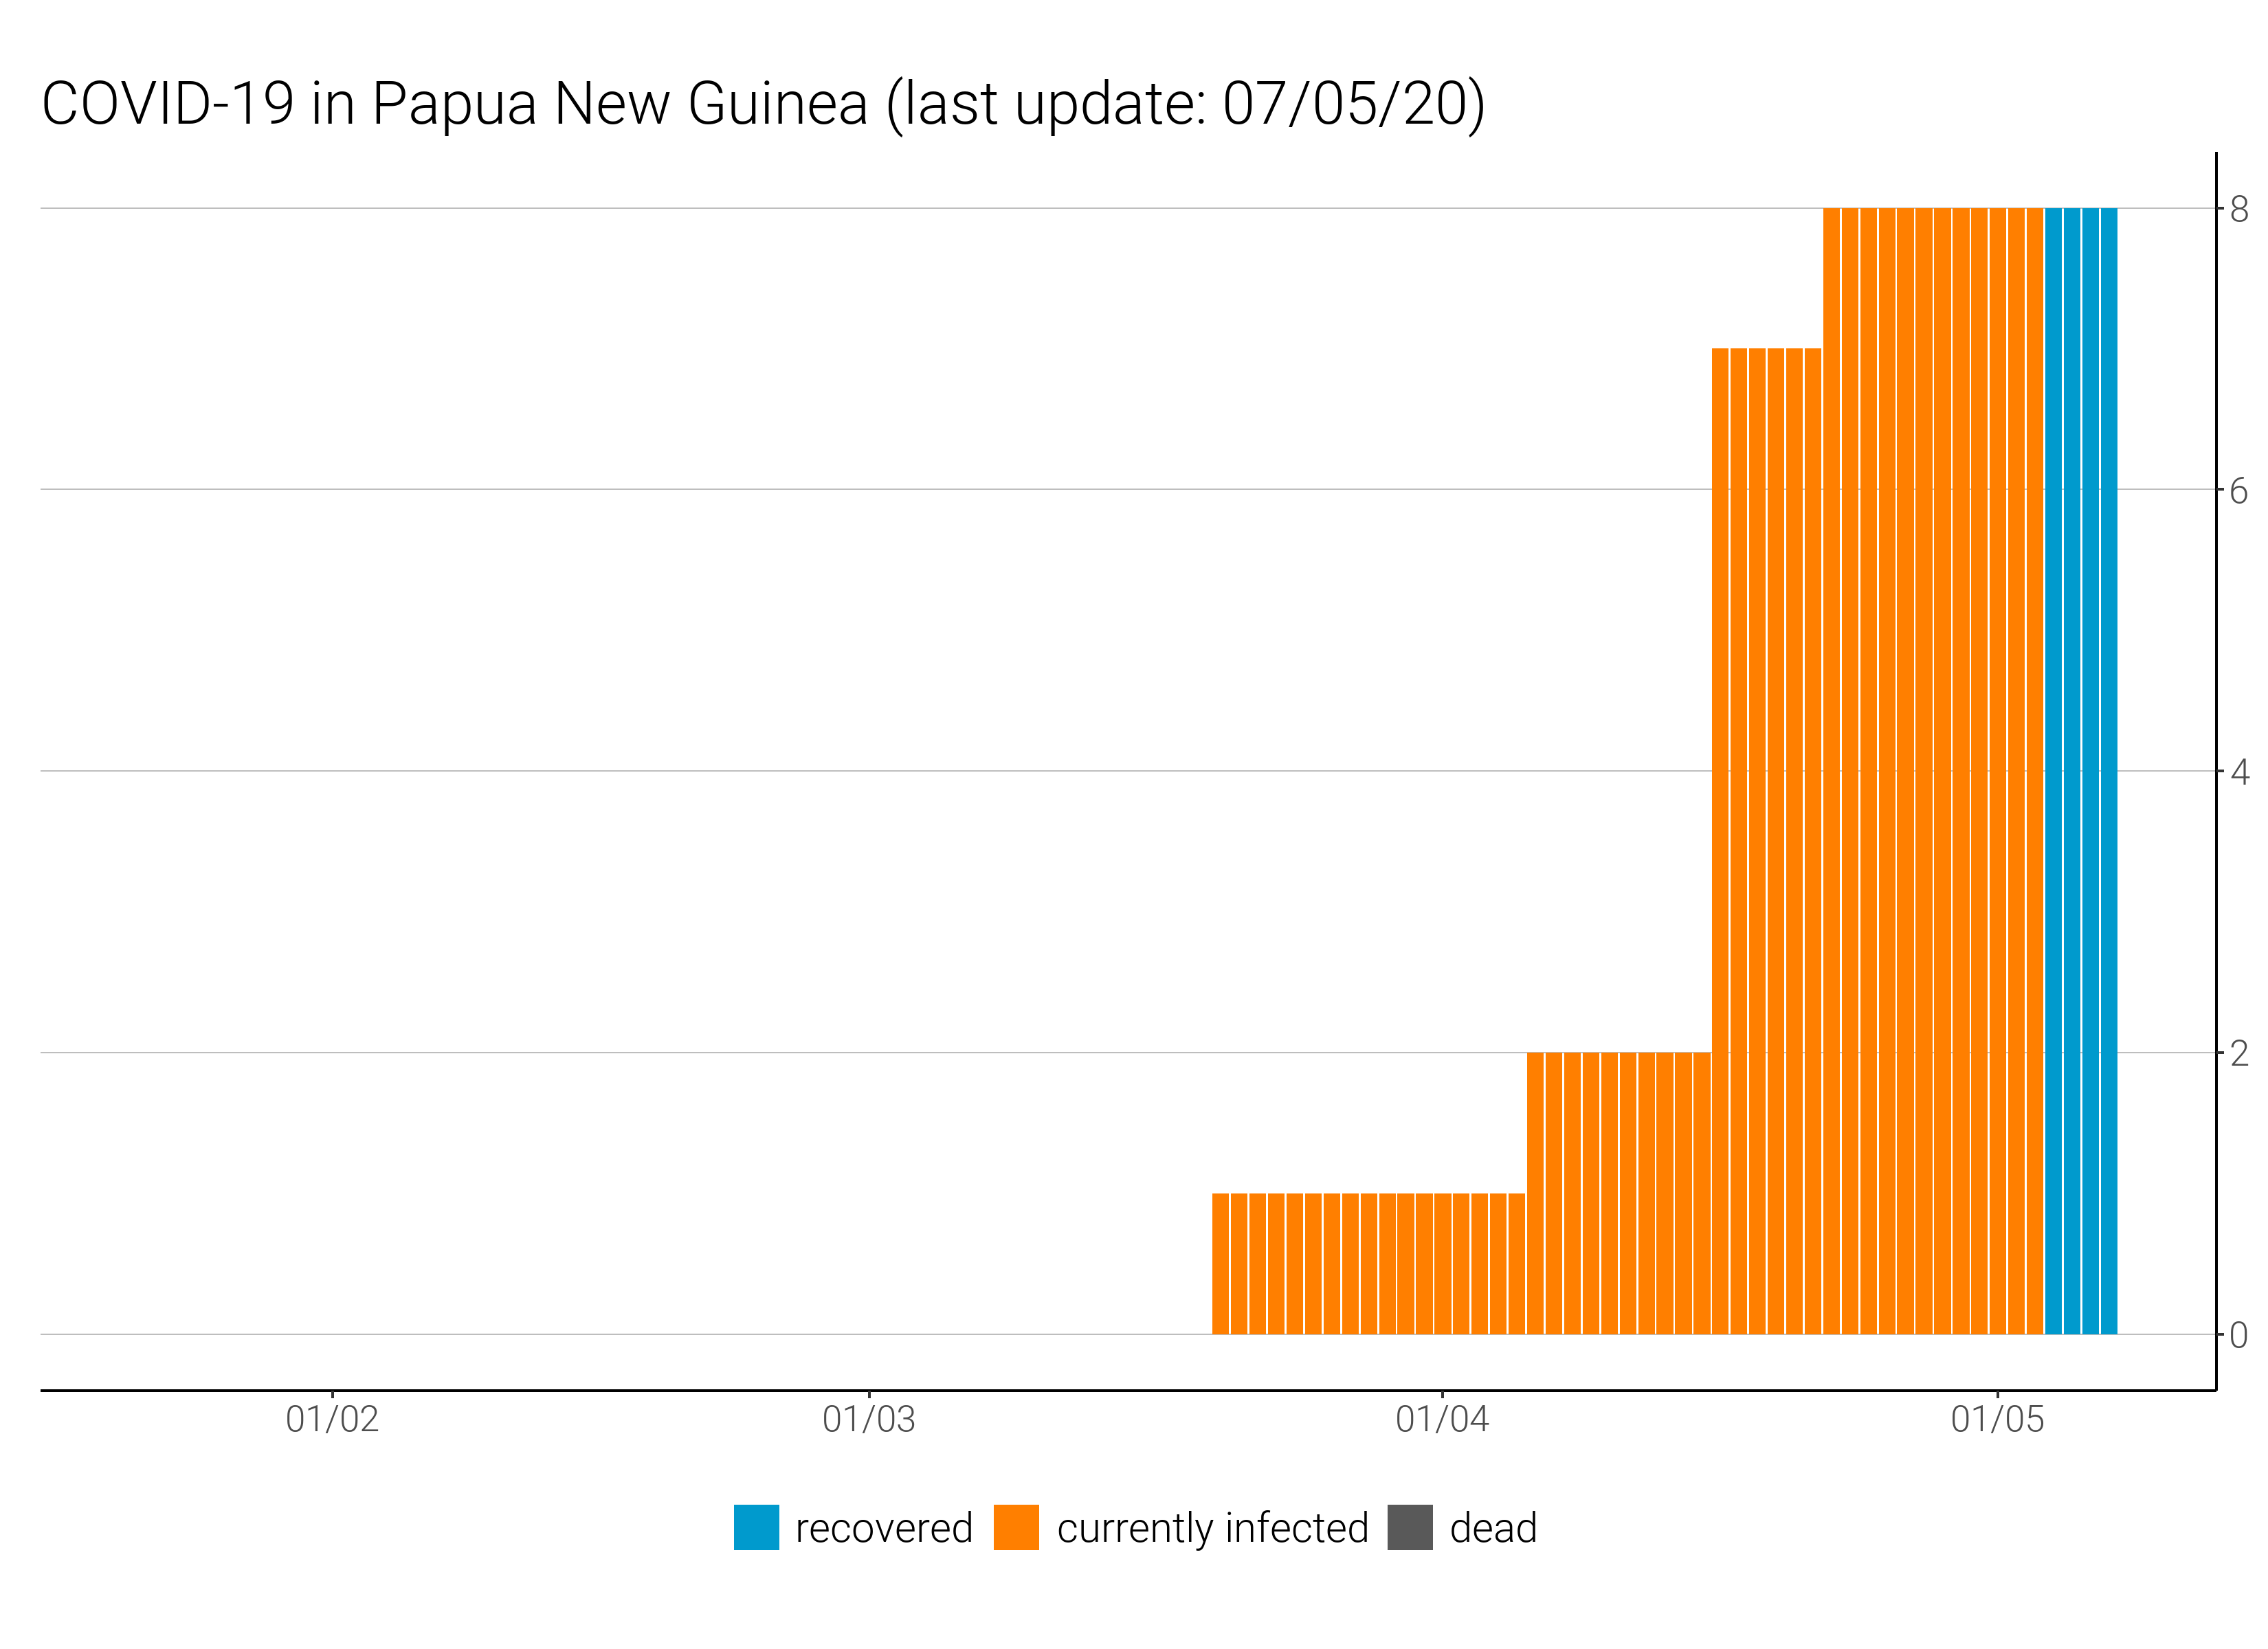 COVID-19 in Papua New Guinea (last update: 07/05/20)
8
6
4
2
0
01/02 01/03 01/04 01/05
recovered currently infected dead